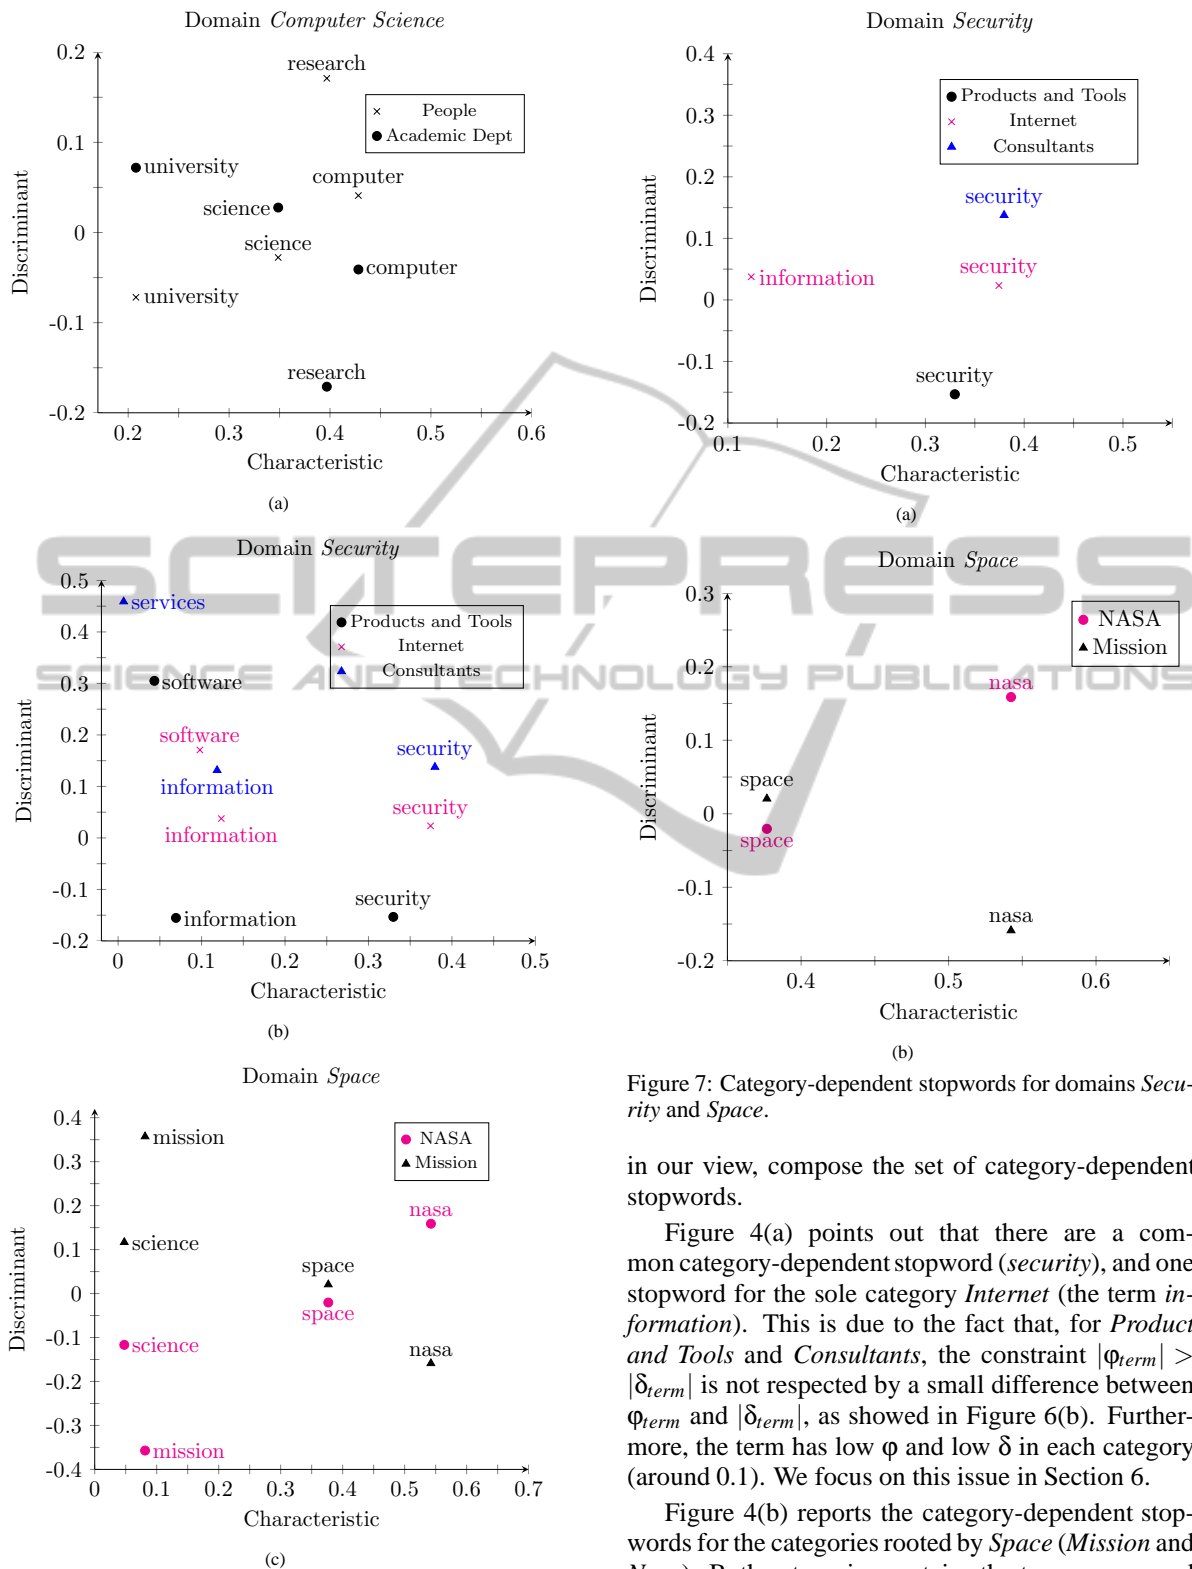 Domain Computer Science
0.2
0.1
0
-0.1
-0.2
Discriminant
research
People
Academic Dept
university
computer
science
science
computer
university
research
0.2 0.3 0.4 0.5 0.6
Characteristic
(a)
Domain Security
0.5
0.4
0.3
0.2
0.1
0
-0.1
-0.2
Discriminant
services
Products and Tools
Internet
Consultants
software
software
security
information
security
information
security
information
0 0.1 0.2 0.3 0.4 0.5
Characteristic
(b)
Domain Space
0.4
0.3
0.2
0.1
0
-0.1
-0.2
-0.3
-0.4
Discriminant
mission
NASA
Mission
nasa
science
space
space
science
nasa
mission
0 0.1 0.2 0.3 0.4 0.5 0.6 0.7
Characteristic
(c)
Domain Security
0.4
0.3
0.2
0.1
0
-0.1
-0.2
Discriminant
Products and Tools
Internet
Consultants
security
security
information
security
0.1 0.2 0.3 0.4 0.5
Characteristic
(a)
Domain Space
0.3
0.2
0.1
0
-0.1
-0.2
Discriminant
NASA
Mission
nasa
space
space
nasa
0.4 0.5 0.6
Characteristic
(b)
Figure 7: Category-dependent stopwords for domains Secu-
rity and Space.
in our view, compose the set of category-dependent
stopwords.
Figure 4(a) points out that there are a com-
mon category-dependent stopword (security), and one
stopword for the sole category Internet (the term in-
formation). This is due to the fact that, for Product
and Tools and Consultants, the constraint |φterm| >
|δterm| is not respected by a small difference between
φterm and |δterm|, as showed in Figure 6(b). Further-
more, the term has low φ and low δ in each category
(around 0.1). We focus on this issue in Section 6.
Figure 4(b) reports the category-dependent stop-
words for the categories rooted by Space (Mission and
SCITEPRESS
SCIENCE AND TECHNOLOGY PUBLICATIONS